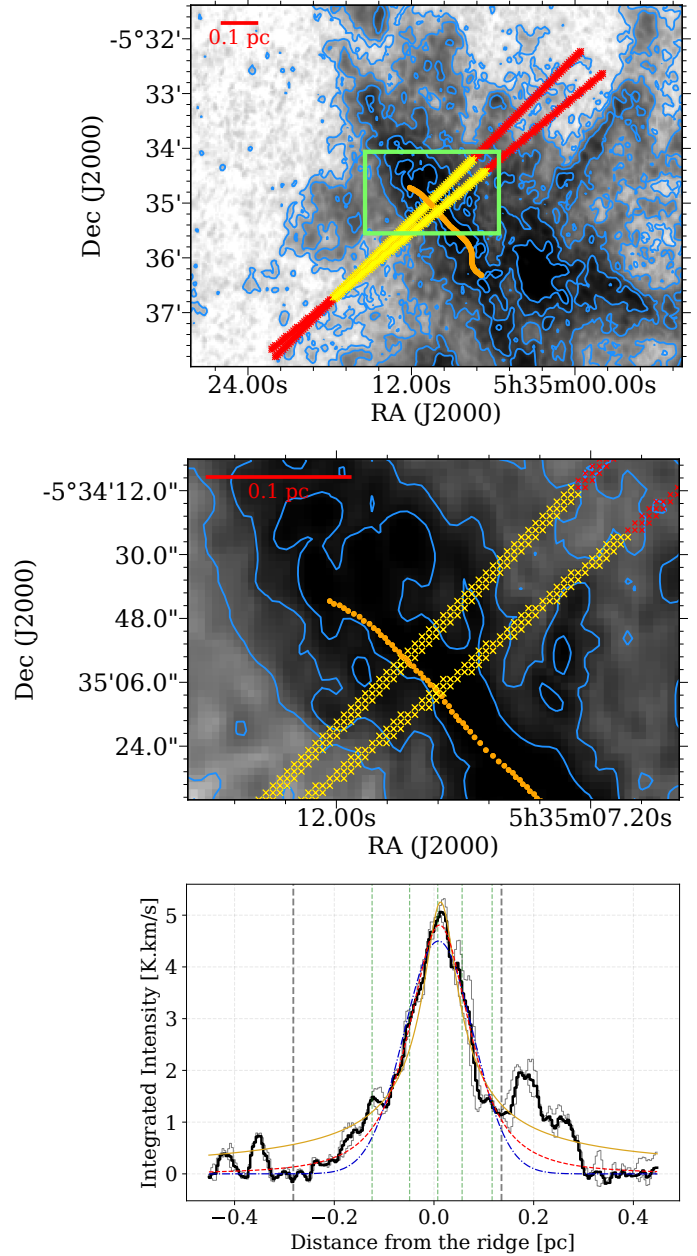 0.1 pc
-5°32'
33'
34'
35'
36'
37'
Dec (J2000)
24.00s 12.00s 5h35m00.00s
RA (J2000)
0.1 pc
-5°34'12.0"
30.0"
48.0"
35'06.0"
24.0"
Dec (J2000)
12.00s 5h35m07.20s
RA (J2000)
Integrated Intensity [K.km/s]
5
4
3
2
1
0
−0.4 −0.2 0.0 0.2 0.4
Distance from the ridge [pc]